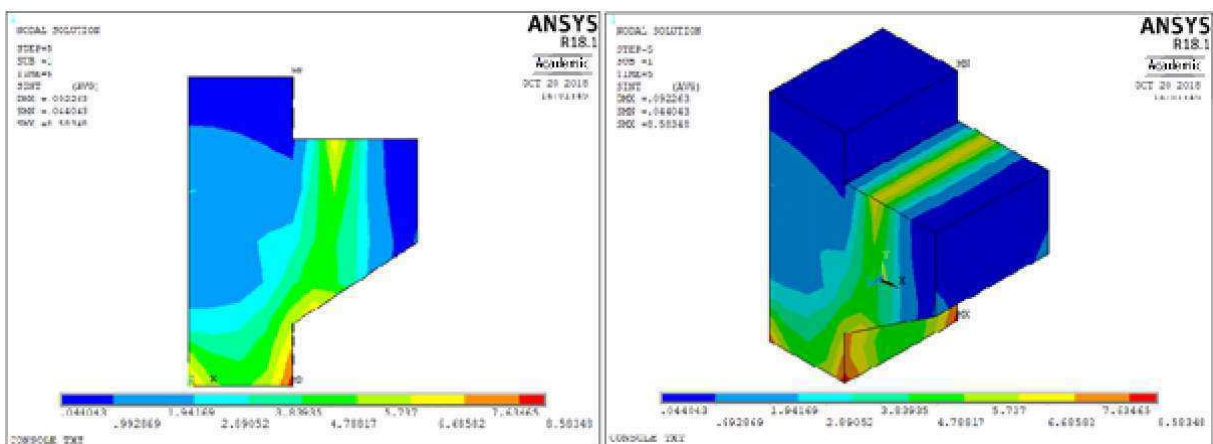 NODAL SOLUTION
STEP=5
SUB =1
TIME=5
SINT (AVG)
DMX =.092263
SMN =.044043
SMX =8.58348
ANSYS
R18.1
Academic
OCT 20 2018
MX
X
.044043
.992869
1.94169
2.89052
3.83935
4.78817
5.737
6.68582
7.63465
8.58348
CONSOLE TXT
NODAL SOLUTION
STEP=5
SUB =1
TIME=5
SINT (AVG)
DMX =.092263
SMN =.044043
SMX =8.58348
ANSYS
R18.1
Academic
OCT 20 2018
Y
X
MX
.044043
.992869
1.94169
2.89052
3.83935
4.78817
5.737
6.68582
7.63465
8.58348
CONSOLE TXT